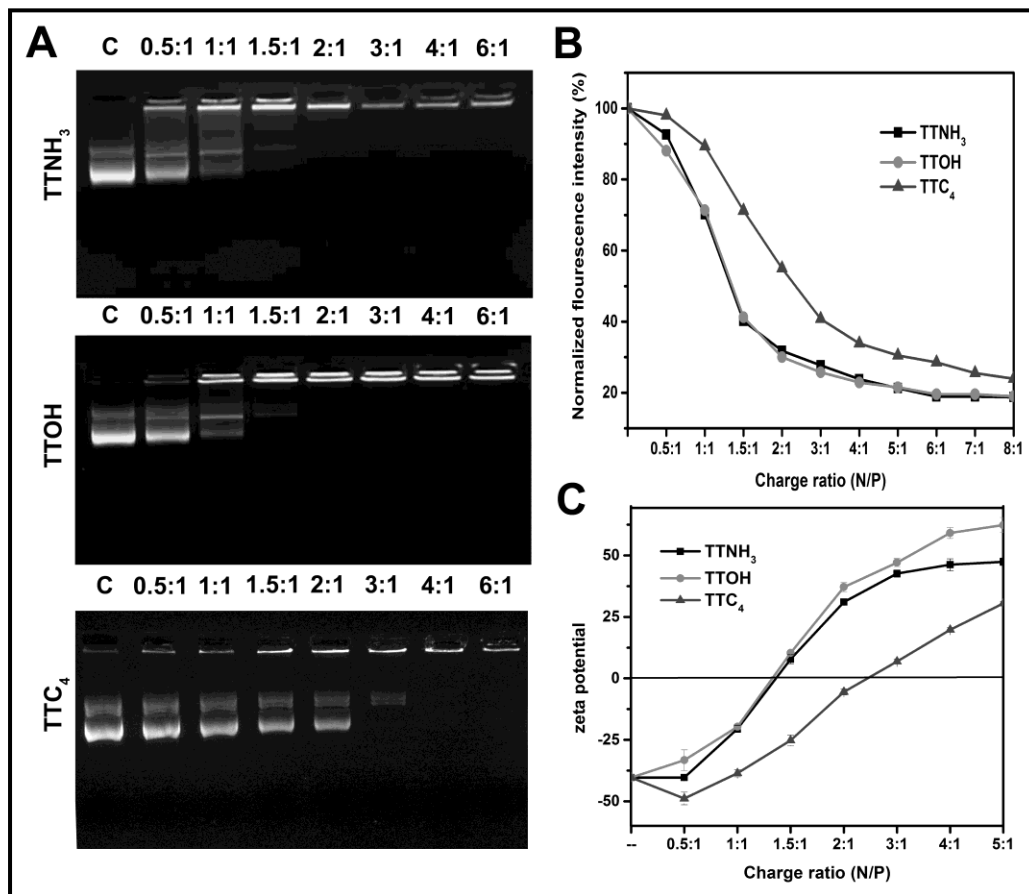 A
C 0.5:1 1:1 1.5:1 2:1 3:1 4:1 6:1
TTNH₃
C 0.5:1 1:1 1.5:1 2:1 3:1 4:1 6:1
TTOH
C 0.5:1 1:1 1.5:1 2:1 3:1 4:1 6:1
TTC₄
B
Normalized flourescence intensity (%)
100
80
60
40
20
TTNH₃
TTOH
TTC₄
0.5:1 1:1 1.5:1 2:1 3:1 4:1 5:1 6:1 7:1 8:1
Charge ratio (N/P)
C
zeta potential
50
25
0
-25
-50
TTNH₃
TTOH
TTC₄
-- 0.5:1 1:1 1.5:1 2:1 3:1 4:1 5:1
Charge ratio (N/P)